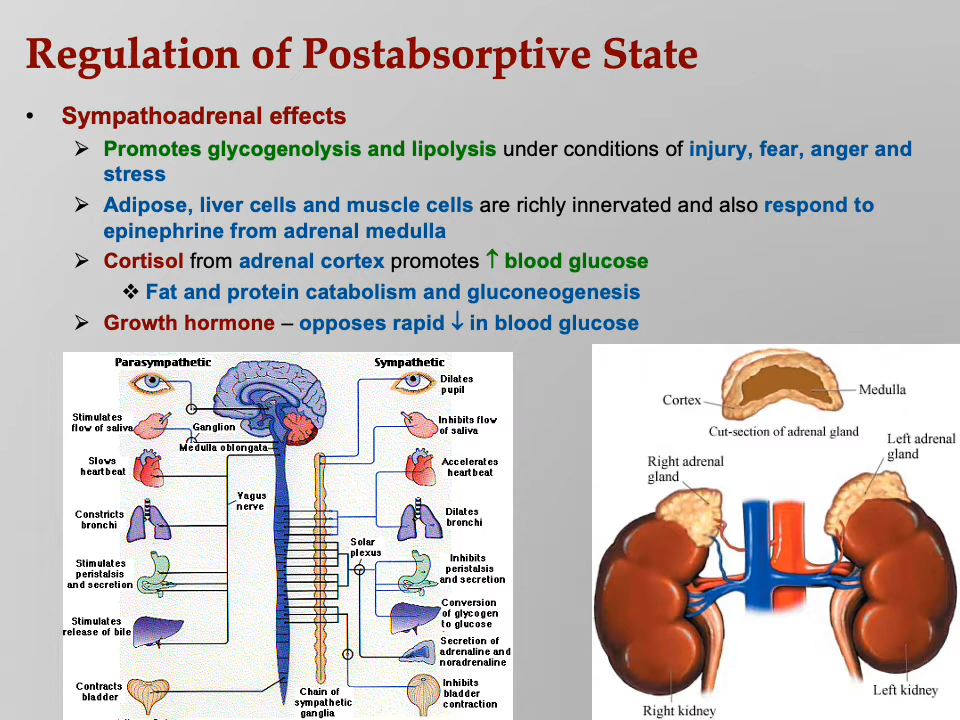 Regulation of Postabsorptive State
• Sympathoadrenal effects
➢ Promotes glycogenolysis and lipolysis under conditions of injury, fear, anger and
stress
➢ Adipose, liver cells and muscle cells are richly innervated and also respond to
epinephrine from adrenal medulla
➢ Cortisol from adrenal cortex promotes ↑ blood glucose
❖ Fat and protein catabolism and gluconeogenesis
➢ Growth hormone – opposes rapid ↓ in blood glucose
Parasympathetic
Stimulates
flow of saliva
Ganglion
Medulla oblongata
Slows
heartbeat
Vagus
nerve
Constricts
bronchi
Stimulates
peristalsis
and secretion
Stimulates
release of bile
Contracts
bladder
Sympathetic
Dilates
pupil
Inhibits flow
of saliva
Accelerates
heartbeat
Dilates
bronchi
Solar
plexus
Inhibits
peristalsis
and secretion
Conversion
of glycogen
to glucose
Secretion of
adrenaline and
noradrenaline
Inhibits
bladder
contraction
Chain of
sympathetic
ganglia
Cortex
Medulla
Cut-section of adrenal gland
Right adrenal
gland
Left adrenal
gland
Left kidney
Right kidney